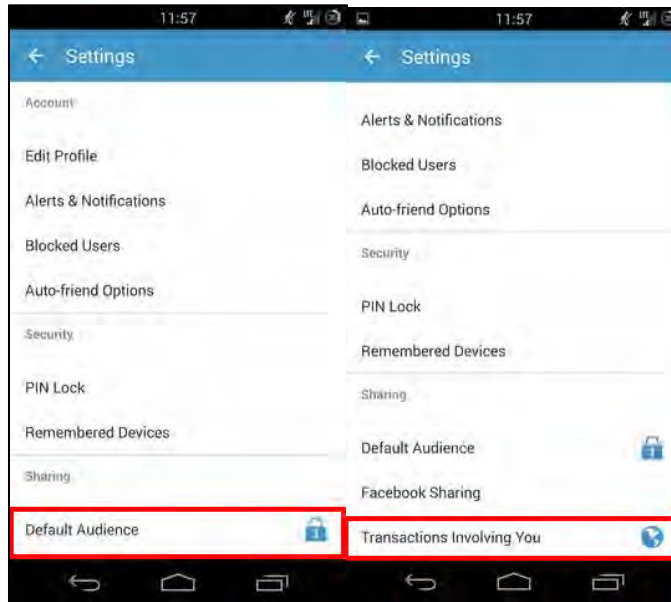 11:57
LTE
Settings
Account
Edit Profile
Alerts & Notifications
Blocked Users
Auto-friend Options
Security
PIN Lock
Remembered Devices
Sharing
Default Audience
11:57
LTE
Settings
Alerts & Notifications
Blocked Users
Auto-friend Options
Security
PIN Lock
Remembered Devices
Sharing
Default Audience
Facebook Sharing
Transactions Involving You